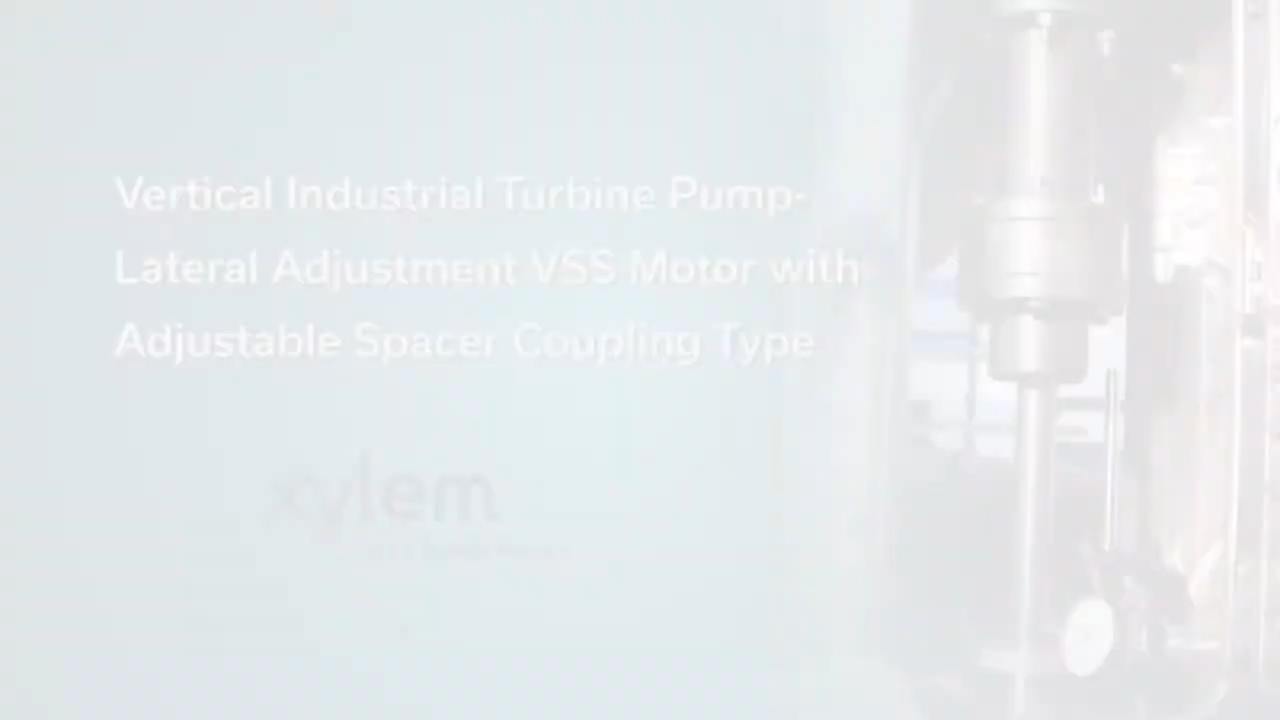 Vertical Industrial Turbine Pump-
Lateral Adjustment VSS Motor with
Adjustable Spacer Coupling Type
xylem